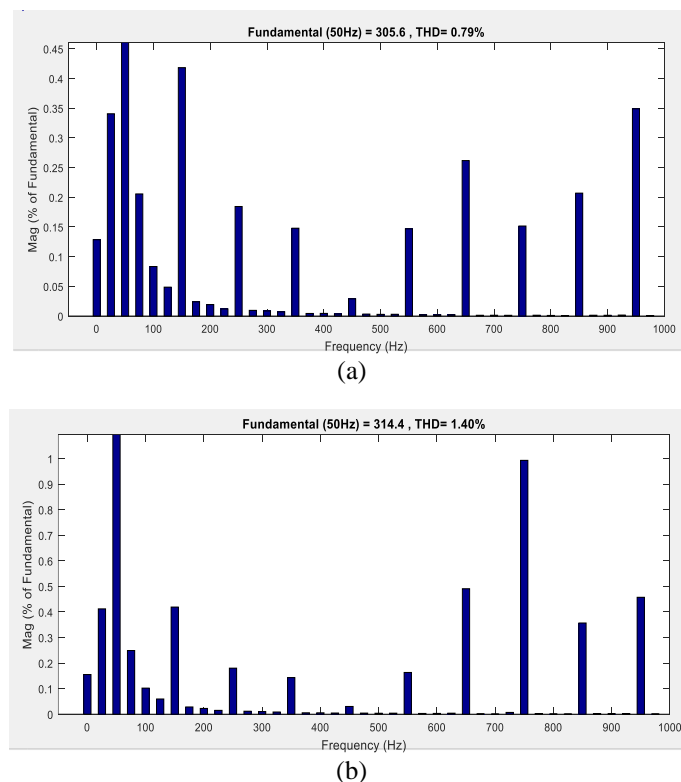 Fundamental (50Hz) = 305.6 , THD= 0.79%
Mag (% of Fundamental)
0.45
0.4
0.35
0.3
0.25
0.2
0.15
0.1
0.05
0
0 100 200 300 400 500 600 700 800 900 1000
Frequency (Hz)
(a)
Fundamental (50Hz) = 314.4 , THD= 1.40%
Mag (% of Fundamental)
1
0.9
0.8
0.7
0.6
0.5
0.4
0.3
0.2
0.1
0
0 100 200 300 400 500 600 700 800 900 1000
Frequency (Hz)
(b)